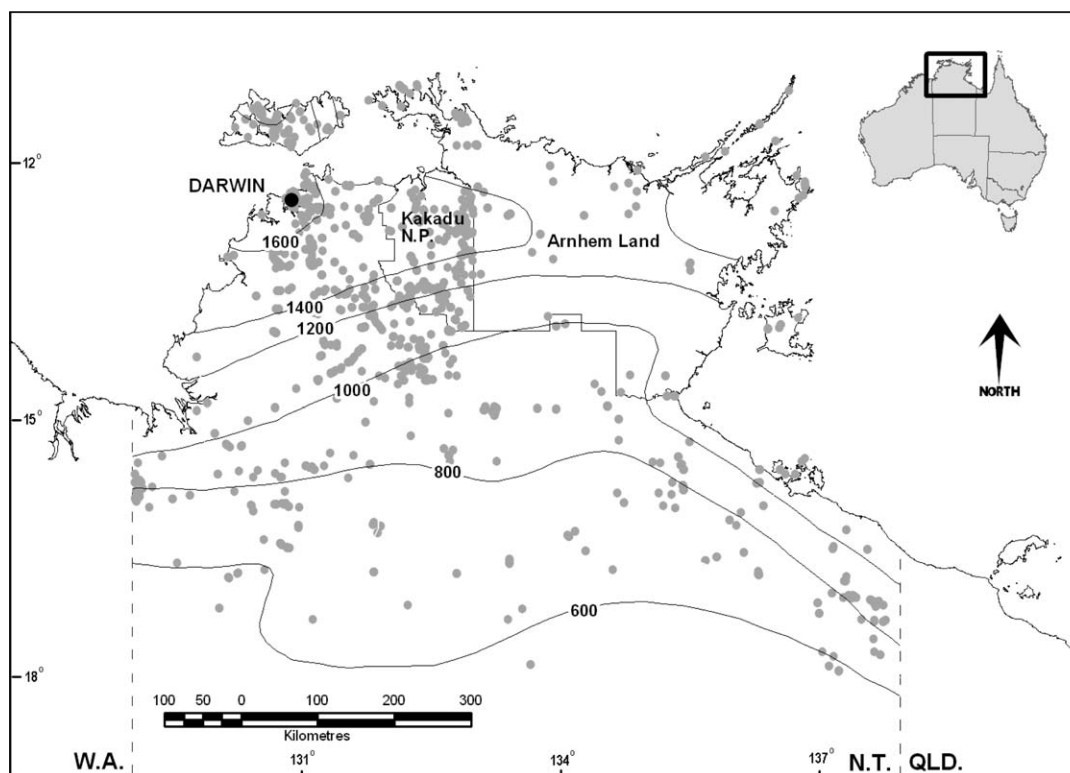 12°
DARWIN
Kakadu
N.P.
Arnhem Land
1600
1400
1200
NORTH
1000
15°
800
600
18°
100 50 0 100 200 300
Kilometres
W.A. 131° 134° 137° N.T. QLD.